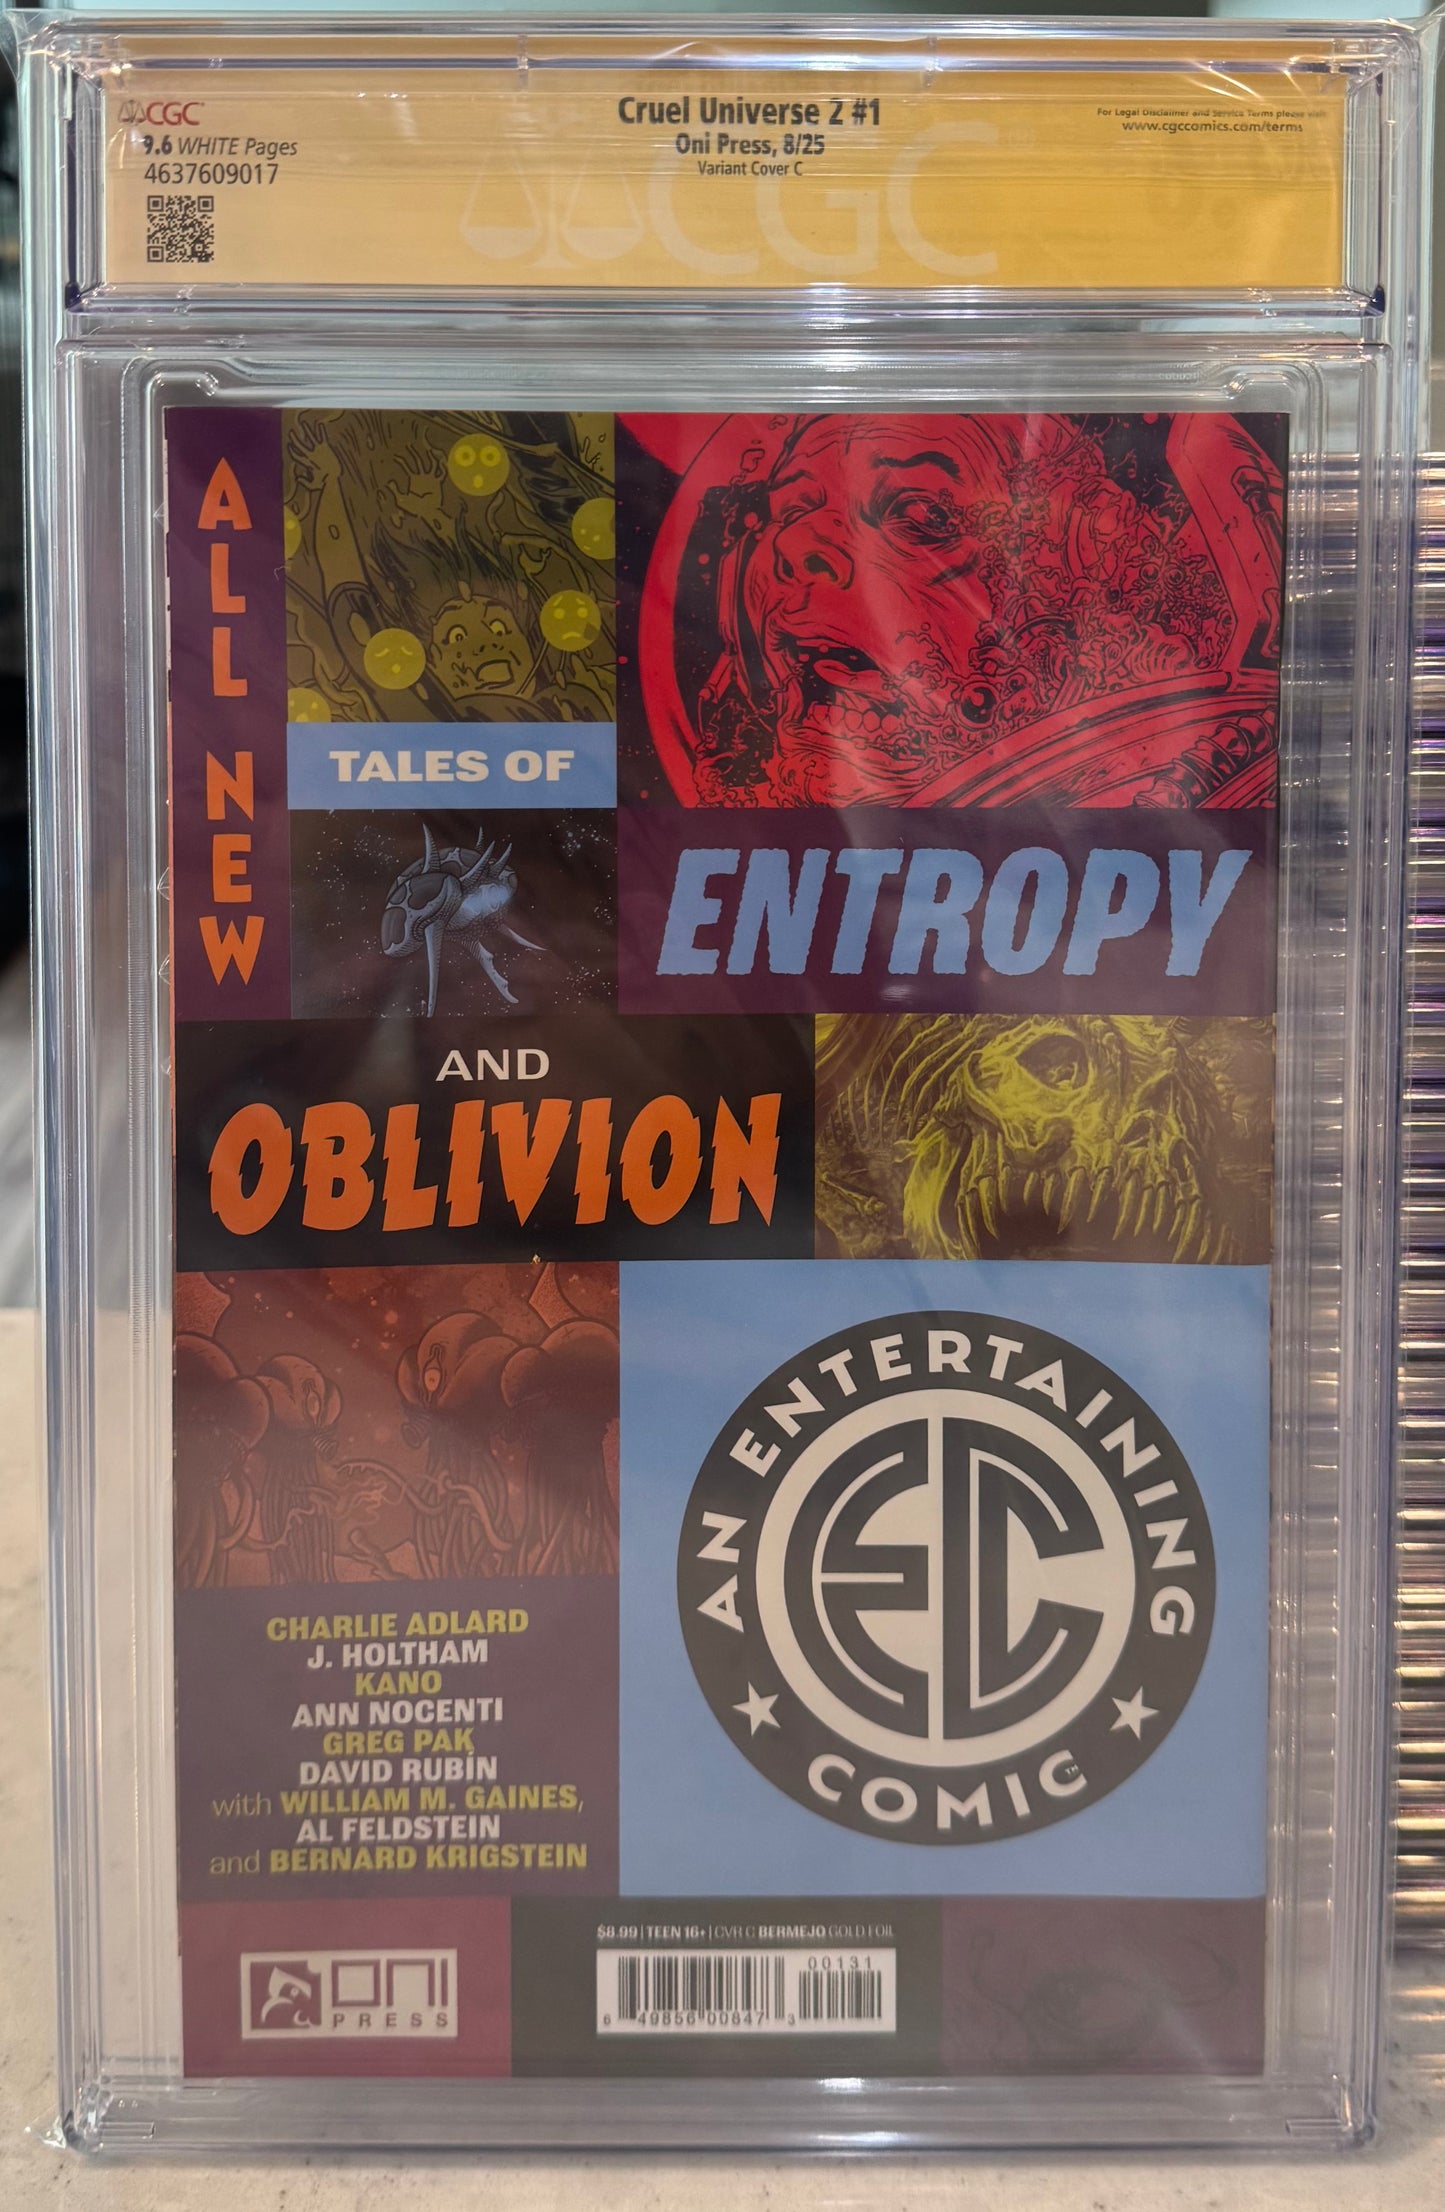 CGC
9.6 WHITE Pages
4637609017
Cruel Universe 2 #1
Oni Press, 8/25
Variant Cover C
For Legal Disclaimer and Service Terms please visit
www.cgccomics.com/terms
CGC
ALL NEW
TALES OF
ENTROPY
AND
OBLIVION
CHARLIE ADLARD
J. HOLTHAM
KANO
ANN NOCENTI
GREG PAK
DAVID RUBÍN
with WILLIAM M. GAINES,
AL FELDSTEIN
and BERNARD KRIGSTEIN
AN ENTERTAINING
EC
COMIC™
ONI
PRESS
$8.99 | TEEN 16+ | CVR C BERMEJO GOLD FOIL
00131
6 49856 00847 3